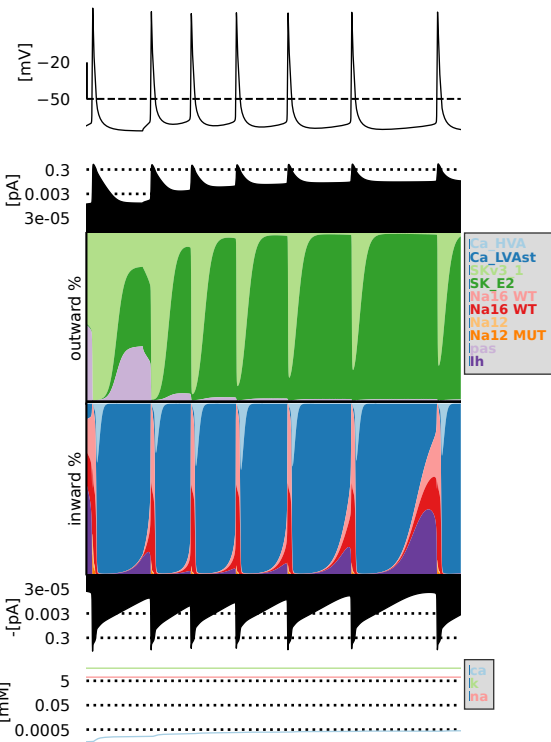 [mV]
−20
−50
[pA]
0.3
0.003
3e-05
outward %
Ca_HVA
Ca_LVAst
SKv3_1
SK_E2
Na16 WT
Na16 WT
Na12
Na12 MUT
pas
Ih
inward %
-[pA]
3e-05
0.003
0.3
[mM]
5
0.05
0.0005
ca
k
na